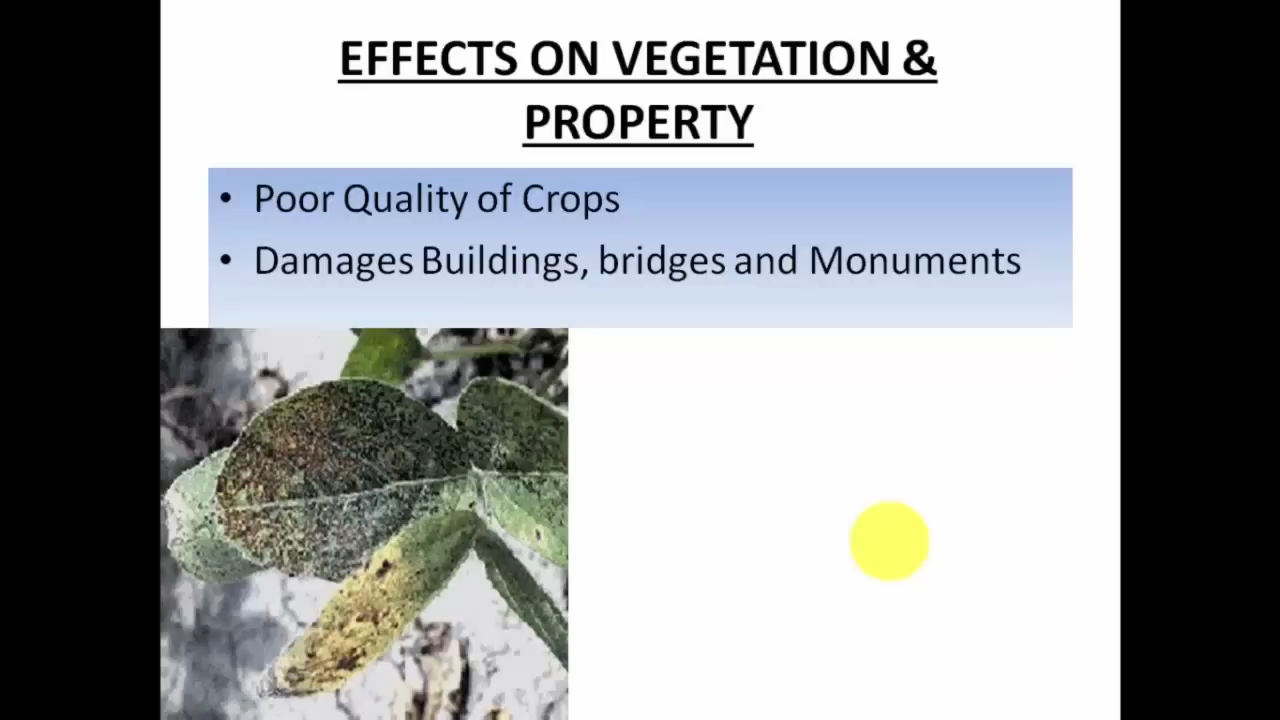 EFFECTS ON VEGETATION &
PROPERTY
• Poor Quality of Crops
• Damages Buildings, bridges and Monuments